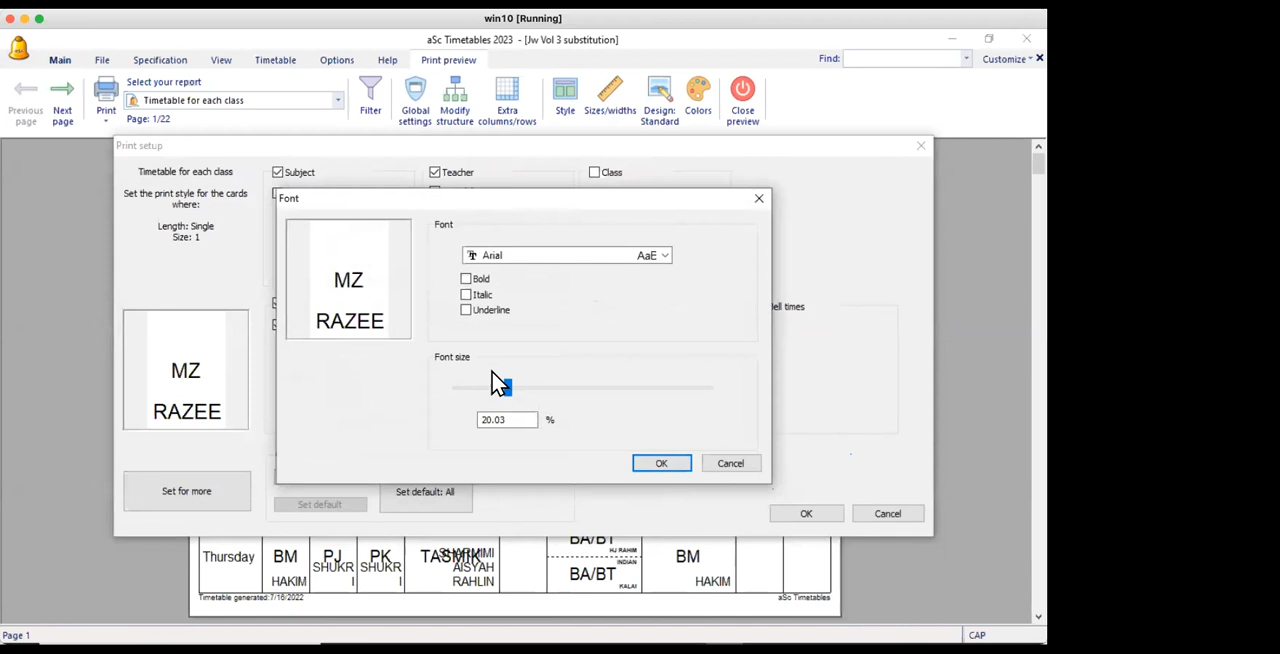 win10 [Running]
aSc Timetables 2023 - [Jw Vol 3 substitution]
Main File Specification View Timetable Options Help Print preview Find: Customize
Select your report
Timetable for each class
Page: 1/22
Previous page
Next page
Print
Filter
Global settings
Modify structure
Extra columns/rows
Style
Sizes/widths
Design: Standard
Colors
Close preview
Print setup
Timetable for each class
Set the print style for the cards where:
Length: Single
Size: 1
Subject
Teacher
Class
Font
MZ
RAZEE
Font
Arial AaE
Bold
Italic
Underline
Font size
20.03 %
OK Cancel
MZ
RAZEE
ell times
Set for more
Set default
Set default: All
OK Cancel
Thursday
BM
HAKIM
PJ
SHUKR
I
PK
SHUKR
I
TASMIK
AISYAH
RAHLIN
BA/BT
HJ RAHIM
INDIAN
BA/BT
KALAI
BM
HAKIM
Timetable generated:7/16/2022
aSc Timetables
Page 1
CAP